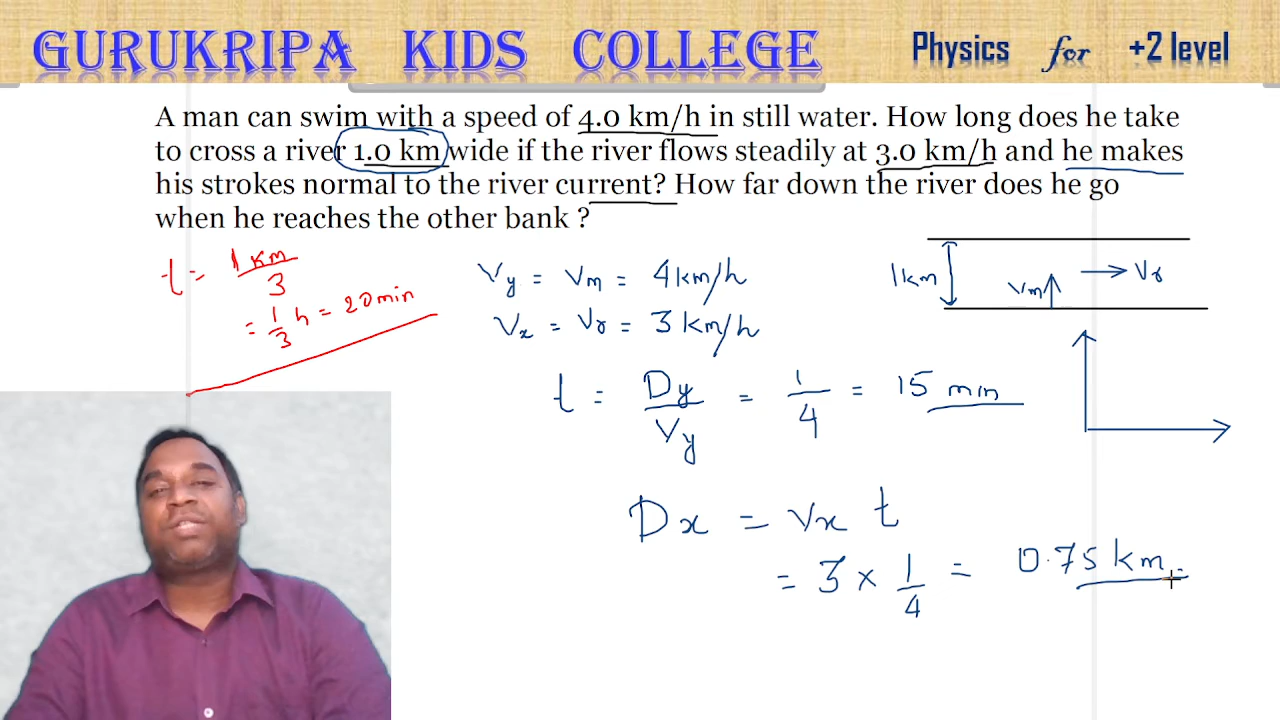 GURUKRIPA KIDS COLLEGE Physics for +2 level
A man can swim with a speed of 4.0 km/h in still water. How long does he take
to cross a river 1.0 km wide if the river flows steadily at 3.0 km/h and he makes
his strokes normal to the river current? How far down the river does he go
when he reaches the other bank ?
t = 1 km / 3
= 1/3 h = 20 min
Vy = Vm = 4 km/h
Vx = Vr = 3 km/h
1 km
Vm
Vr
t = Dy / Vy = 1/4 = 15 min
Dx = Vx t
= 3 × 1/4 = 0.75 km